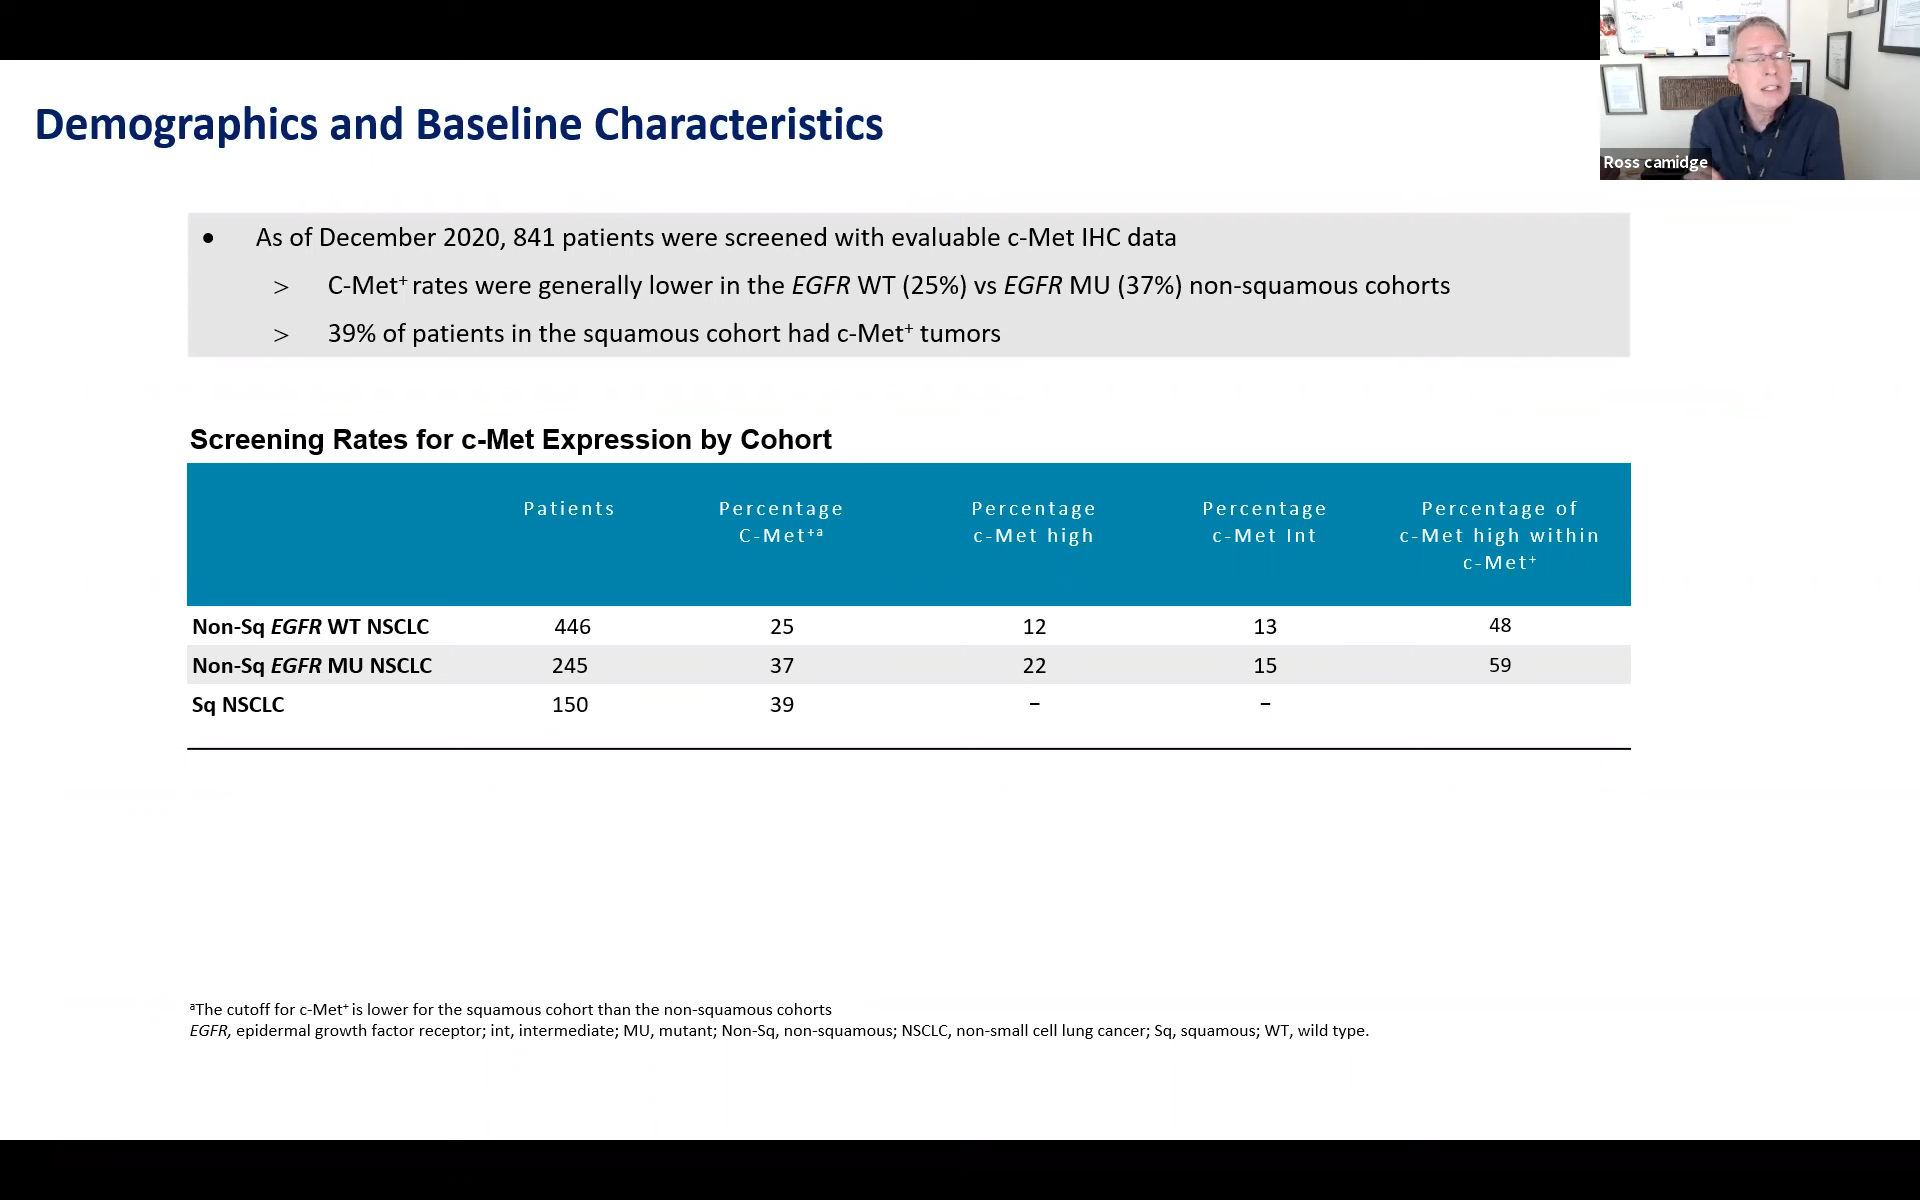 Demographics and Baseline Characteristics
Ross camidge
• As of December 2020, 841 patients were screened with evaluable c-Met IHC data
> C-Met⁺ rates were generally lower in the EGFR WT (25%) vs EGFR MU (37%) non-squamous cohorts
> 39% of patients in the squamous cohort had c-Met⁺ tumors
Screening Rates for c-Met Expression by Cohort
Patients Percentage Percentage Percentage Percentage of
C-Met⁺ᵃ c-Met high c-Met Int c-Met high within
c-Met⁺
Non-Sq EGFR WT NSCLC 446 25 12 13 48
Non-Sq EGFR MU NSCLC 245 37 22 15 59
Sq NSCLC 150 39 – –
ᵃThe cutoff for c-Met⁺ is lower for the squamous cohort than the non-squamous cohorts
EGFR, epidermal growth factor receptor; int, intermediate; MU, mutant; Non-Sq, non-squamous; NSCLC, non-small cell lung cancer; Sq, squamous; WT, wild type.